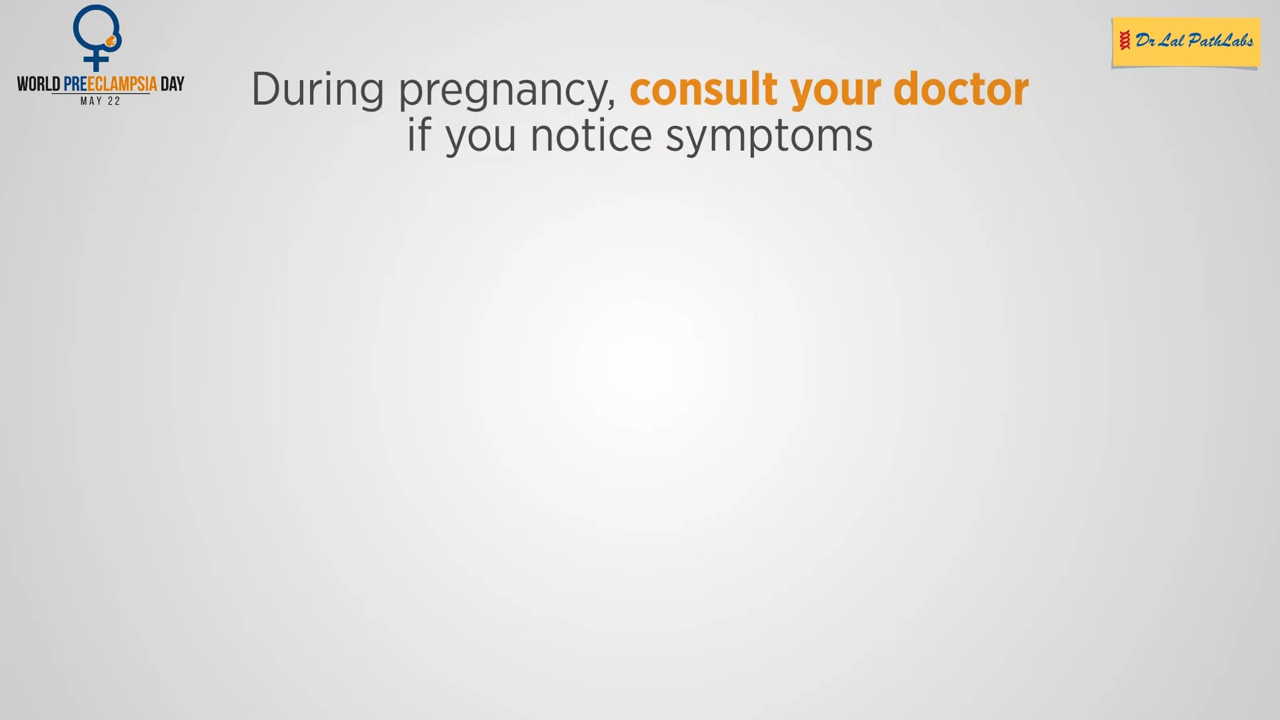 WORLD PREECLAMPSIA DAY
MAY 22
Dr Lal PathLabs
During pregnancy, consult your doctor
if you notice symptoms